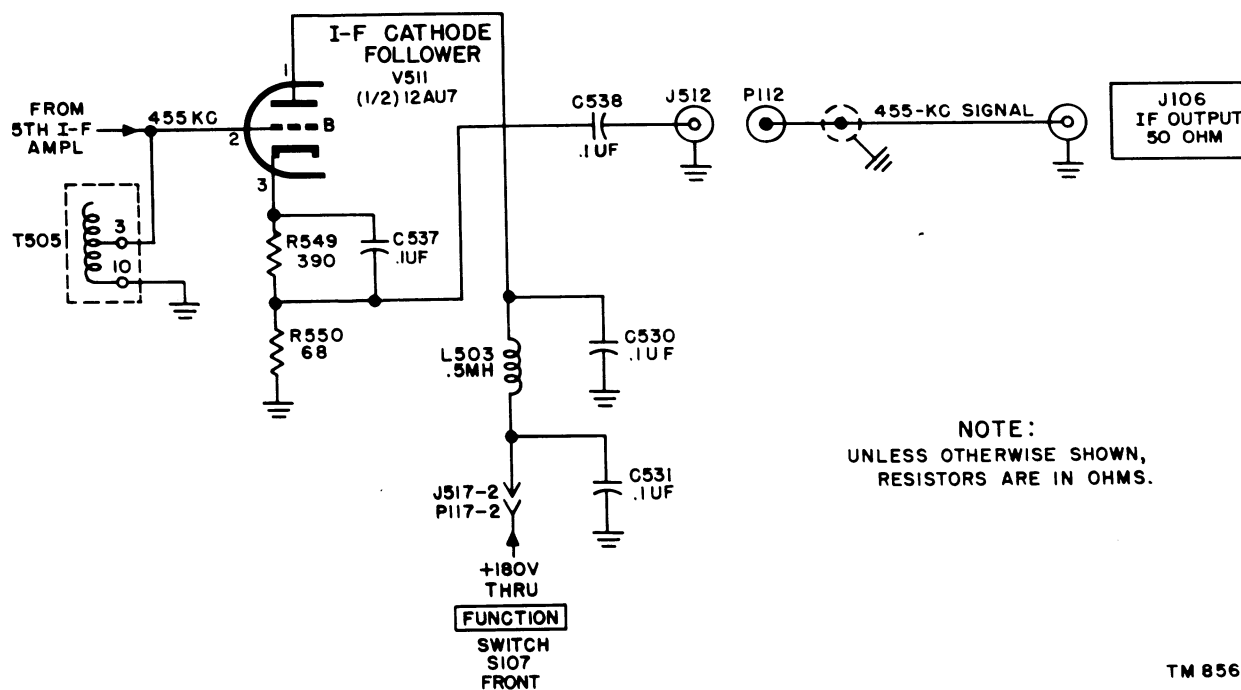 I-F CATHODE
FOLLOWER
V511
(1/2) 12AU7
1
FROM
5TH I-F
AMPL
455 KC
2
B
3
C538
.1UF
J512
P112
455-KC SIGNAL
J106
IF OUTPUT
50 OHM
T505
3
10
R549
390
C537
.1UF
R550
68
L503
.5MH
C530
.1UF
C531
.1UF
J517-2
P117-2
+180V
THRU
FUNCTION
SWITCH
S107
FRONT
NOTE:
UNLESS OTHERWISE SHOWN,
RESISTORS ARE IN OHMS.
TM 856